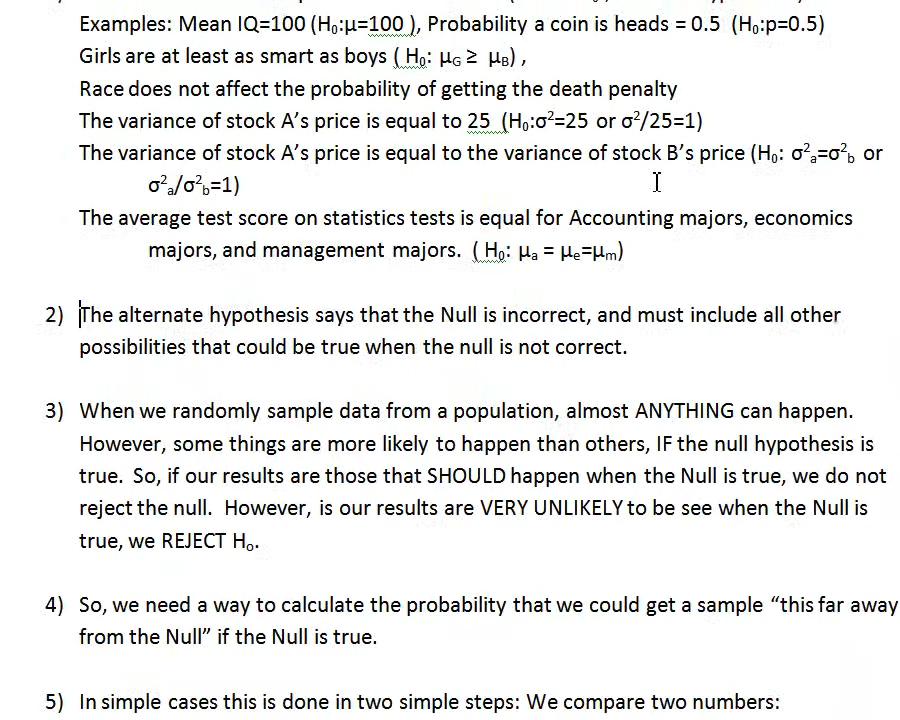 Examples: Mean IQ=100 (H₀:μ=100 ), Probability a coin is heads = 0.5  (H₀:p=0.5)
Girls are at least as smart as boys ( H₀: μG ≥ μB) ,
Race does not affect the probability of getting the death penalty
The variance of stock A’s price is equal to 25  (H₀:σ²=25 or σ²/25=1)
The variance of stock A’s price is equal to the variance of stock B’s price (H₀: σ²ₐ=σ²b or
σ²ₐ/σ²b=1)
The average test score on statistics tests is equal for Accounting majors, economics
majors, and management majors.  ( H₀: μₐ = μₑ=μₘ)
2) The alternate hypothesis says that the Null is incorrect, and must include all other
possibilities that could be true when the null is not correct.
3) When we randomly sample data from a population, almost ANYTHING can happen.
However, some things are more likely to happen than others, IF the null hypothesis is
true.  So, if our results are those that SHOULD happen when the Null is true, we do not
reject the null.  However, is our results are VERY UNLIKELY to be see when the Null is
true, we REJECT Hₒ.
4) So, we need a way to calculate the probability that we could get a sample “this far away
from the Null” if the Null is true.
5) In simple cases this is done in two simple steps: We compare two numbers: